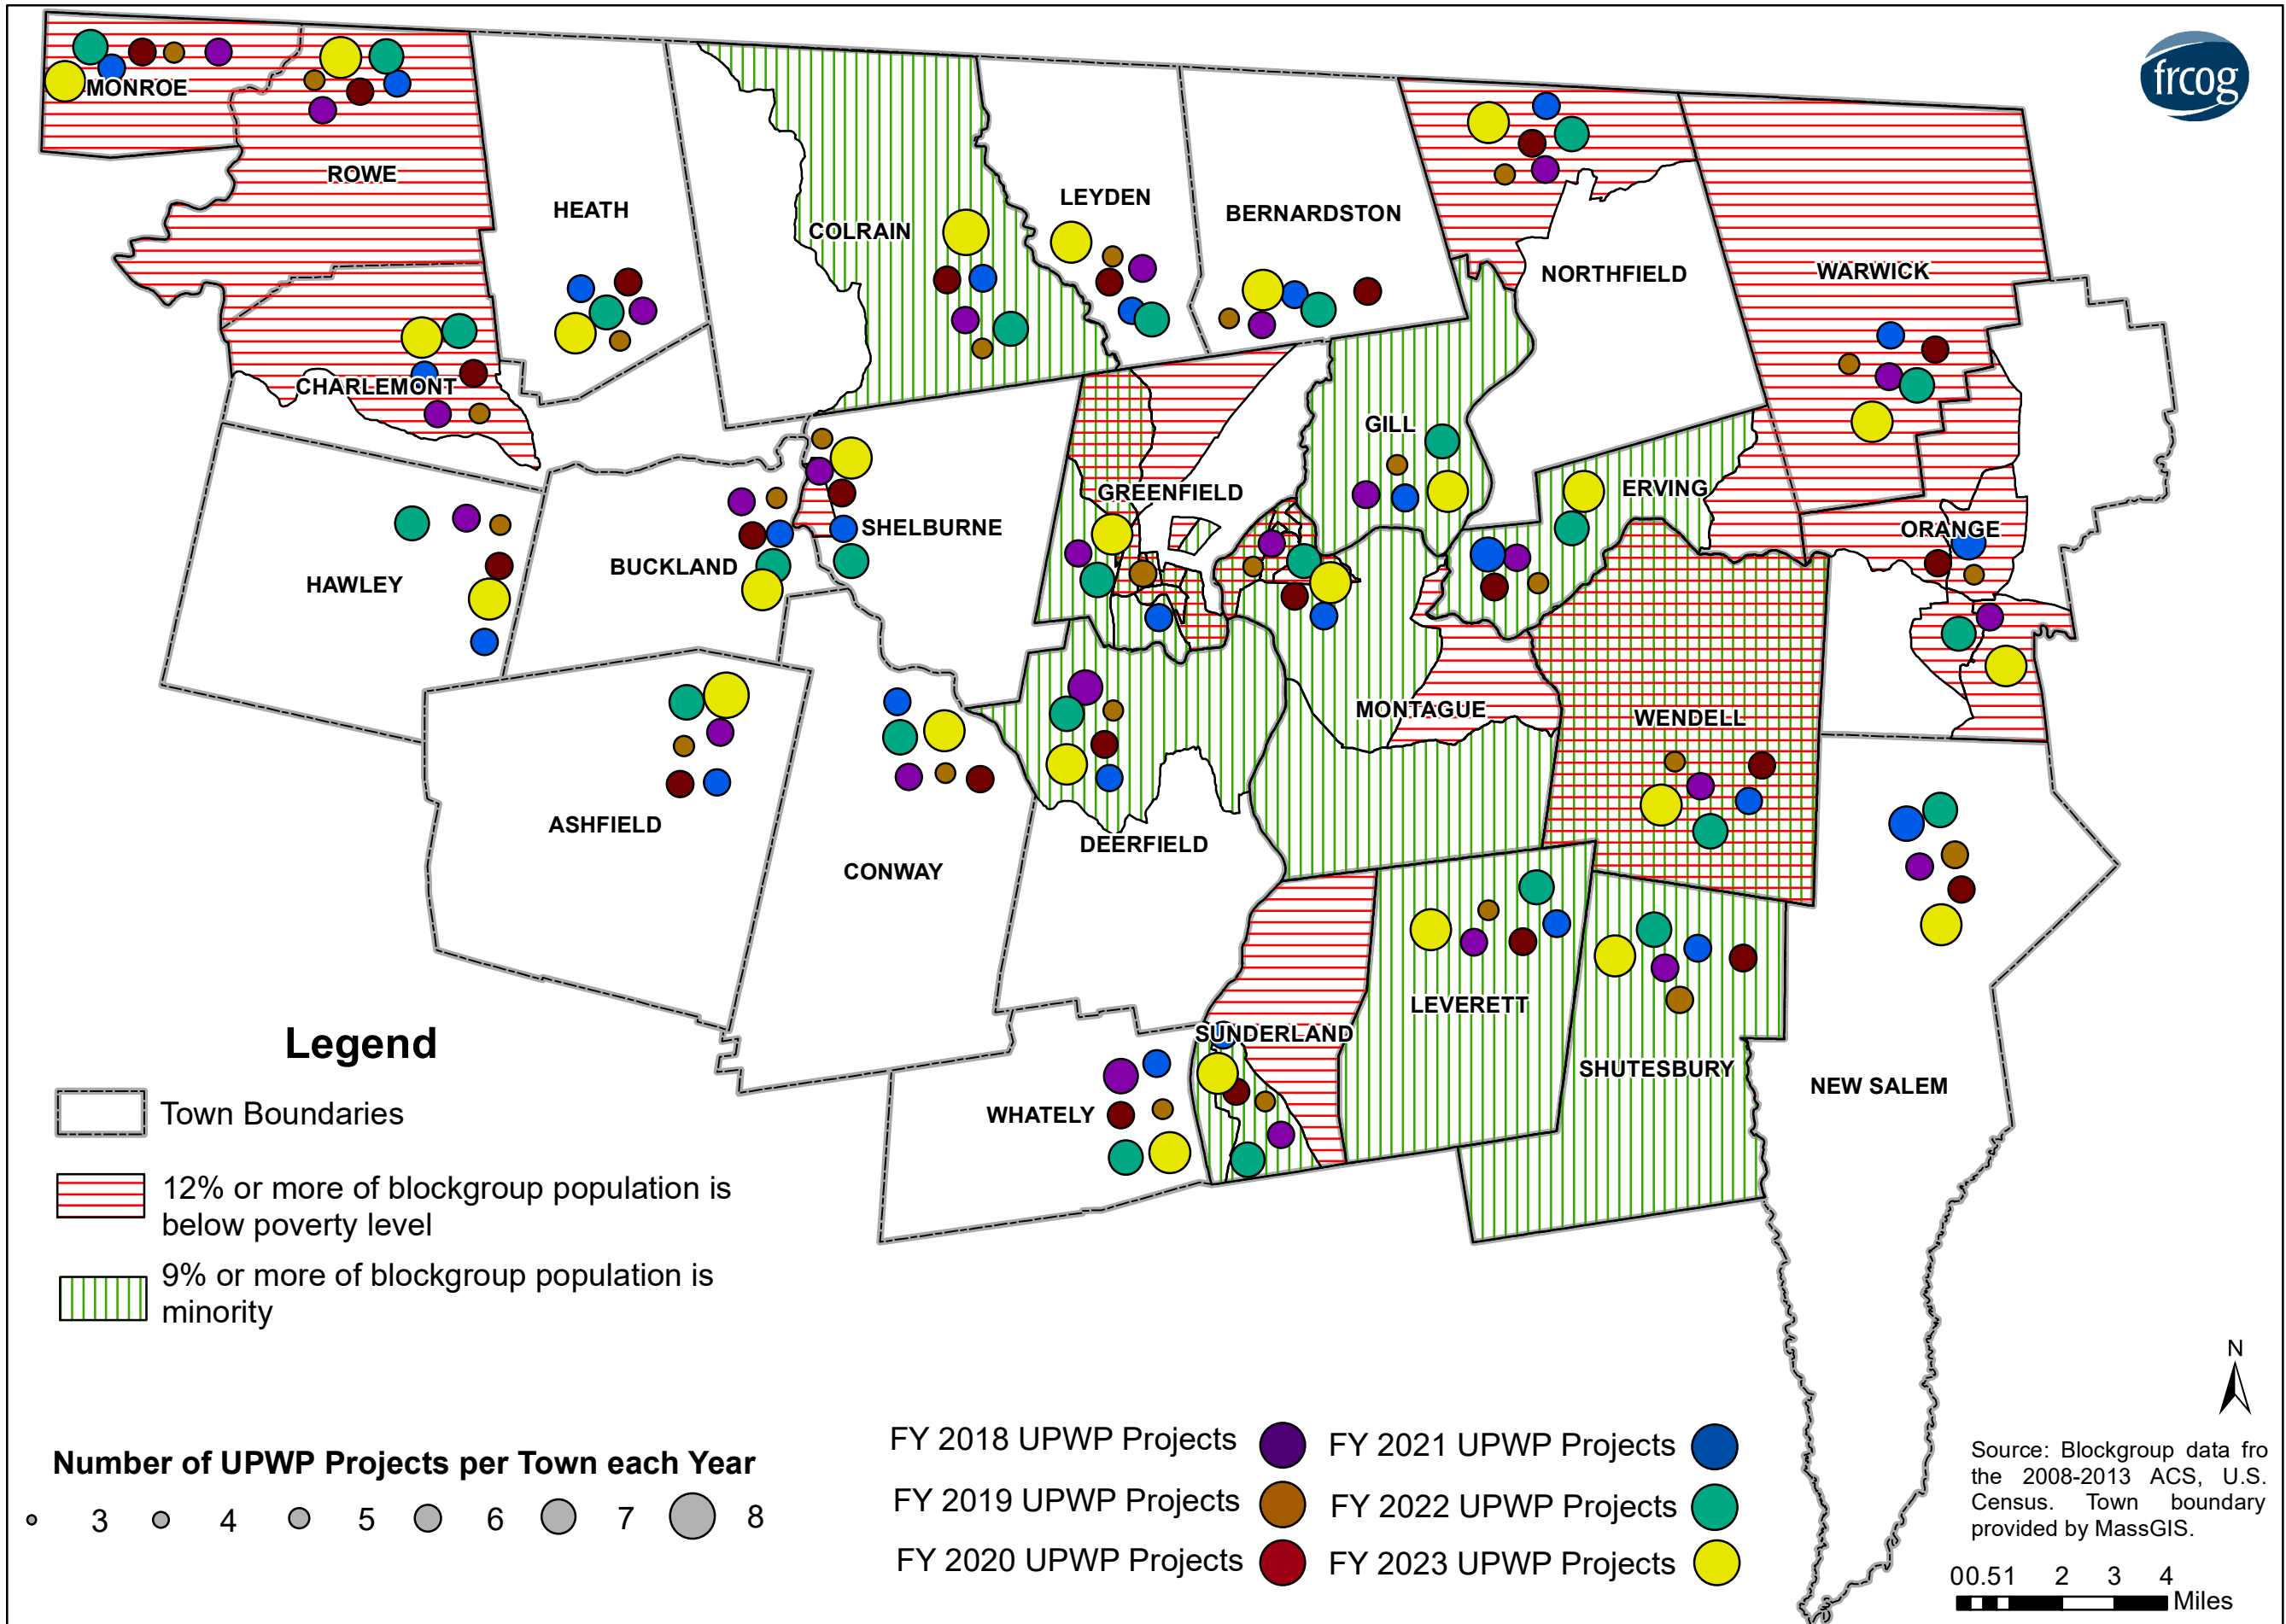 frcog
MONROE
ROWE
HEATH
LEYDEN
BERNARDSTON
COLRAIN
NORTHFIELD
WARWICK
CHARLEMONT
GILL
GREENFIELD
ERVING
SHELBURNE
ORANGE
BUCKLAND
HAWLEY
MONTAGUE
WENDELL
ASHFIELD
DEERFIELD
CONWAY
LEVERETT
SUNDERLAND
SHUTESBURY
NEW SALEM
WHATELY
Legend
Town Boundaries
12% or more of blockgroup population is
below poverty level
9% or more of blockgroup population is
minority
Number of UPWP Projects per Town each Year
3 4 5 6 7 8
FY 2018 UPWP Projects
FY 2019 UPWP Projects
FY 2020 UPWP Projects
FY 2021 UPWP Projects
FY 2022 UPWP Projects
FY 2023 UPWP Projects
N
Source: Blockgroup data fro
the 2008-2013 ACS, U.S.
Census. Town boundary
provided by MassGIS.
00.51 2 3 4
Miles